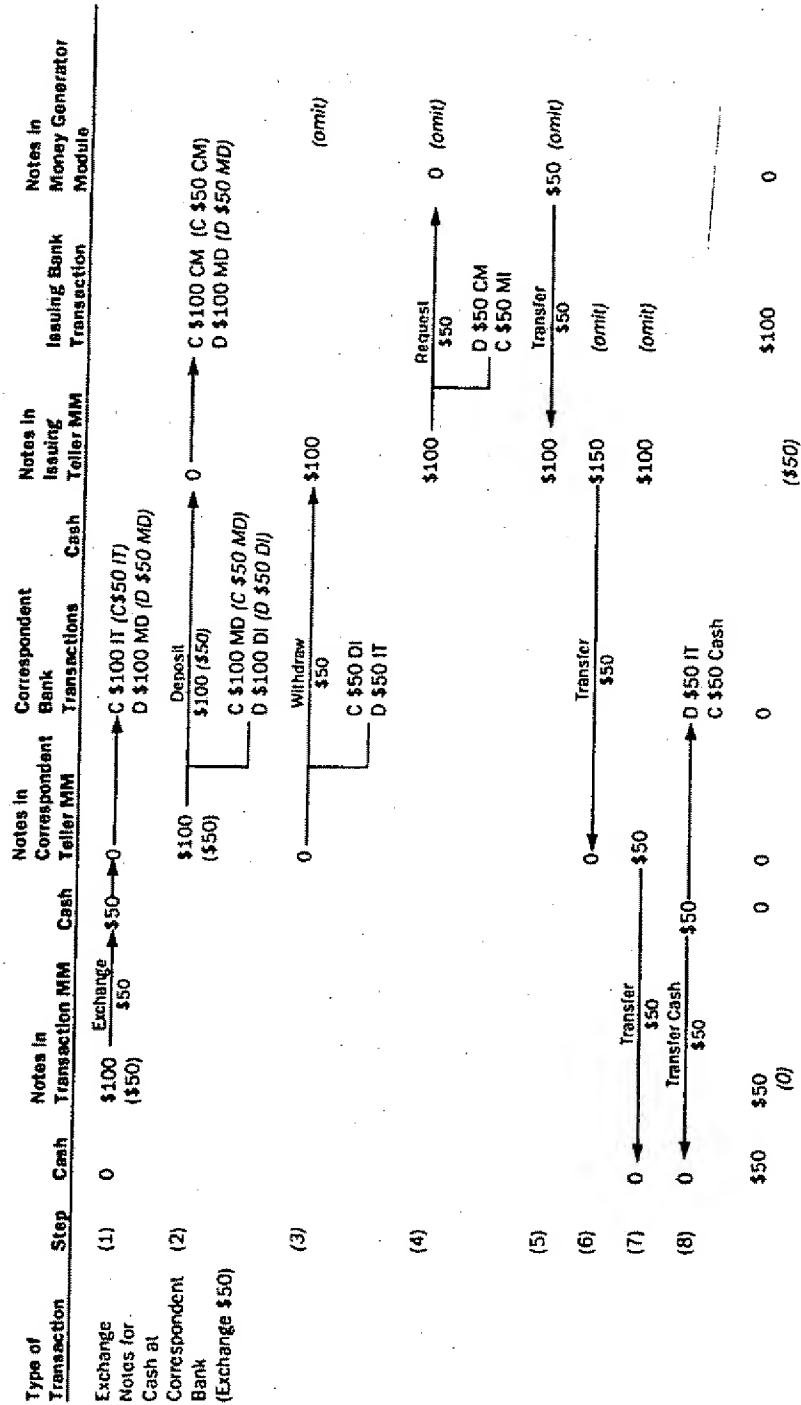 Type of
Transaction
Step
Cash
Notes in
Transaction MM
Cash
Notes in
Correspondent
Teller MM
Correspondent
Bank
Transactions
Cash
Notes in
Issuing
Teller MM
Issuing Bank
Transaction
Notes in
Money Generator
Module
Exchange
Notes for
Cash at
Correspondent
Bank
(Exchange $50)
(1)
0
$100
($50)
Exchange
$50
$50
0
C $100 IT (C$50 IT)
D $100 MD (D $50 MD)
(2)
$100
($50)
Deposit
$100 ($50)
C $100 MD (C $50 MD)
D $100 DI (D $50 DI)
0
C $100 CM (C $50 CM)
D $100 MD (D $50 MD)
(3)
0
Withdraw
$50
C $50 DI
D $50 IT
$100
(omit)
(4)
$100
Request
$50
D $50 CM
C $50 MI
0 (omit)
(5)
$100
Transfer
$50
$50 (omit)
(6)
0
Transfer
$50
$150
(omit)
(7)
0
Transfer
$50
$50
$100
(omit)
(8)
0
Transfer Cash
$50
$50
D $50 IT
C $50 Cash
$50
$50
(0)
0
0
0
($50)
$100
0